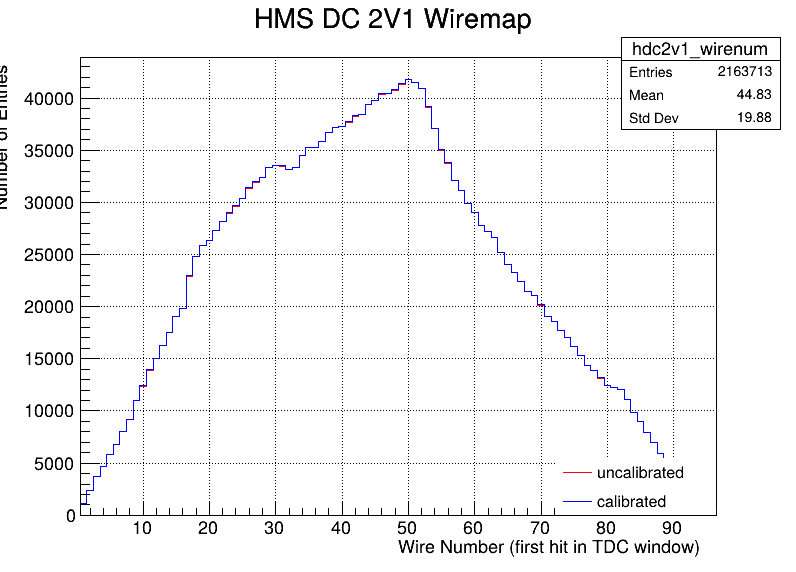 HMS DC 2V1 Wiremap
hdc2v1_wirenum
Entries 2163713
Mean 44.83
Std Dev 19.88
Number of Entries
40000
35000
30000
25000
20000
15000
10000
5000
0
uncalibrated
calibrated
10 20 30 40 50 60 70 80 90
Wire Number (first hit in TDC window)